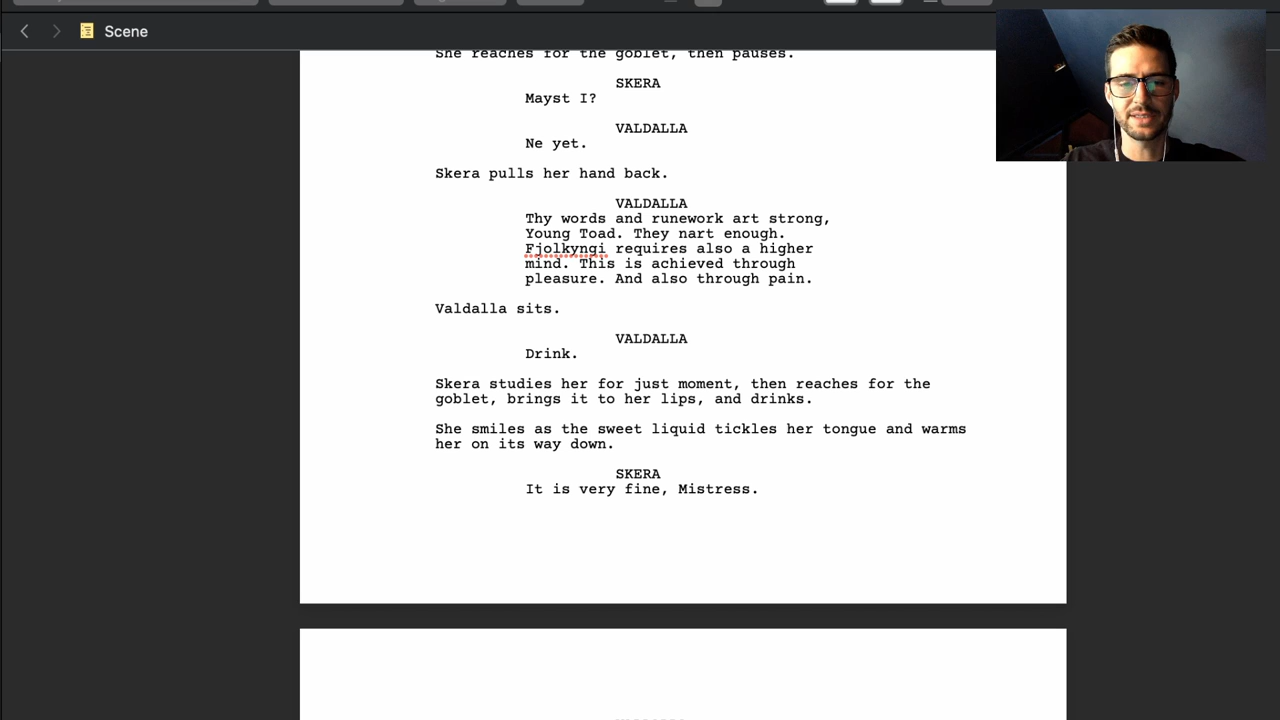 Scene
She reaches for the goblet, then pauses.
SKERA
Mayst I?
VALDALLA
Ne yet.
Skera pulls her hand back.
VALDALLA
Thy words and runework art strong,
Young Toad. They nart enough.
Fjolkyngi requires also a higher
mind. This is achieved through
pleasure. And also through pain.
Valdalla sits.
VALDALLA
Drink.
Skera studies her for just moment, then reaches for the
goblet, brings it to her lips, and drinks.
She smiles as the sweet liquid tickles her tongue and warms
her on its way down.
SKERA
It is very fine, Mistress.